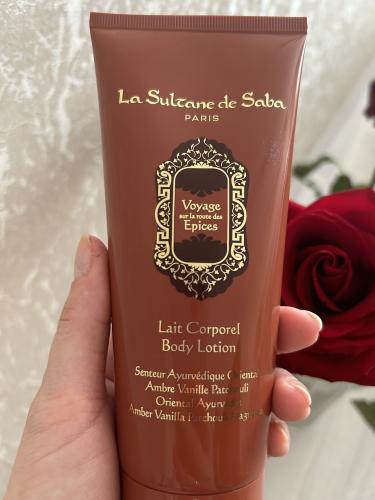 La Sultane de Saba
PARIS
Voyage
sur la route des
Epices
Lait Corporel
Body Lotion
Senteur Ayurvédique
Ambre Vanille Patchouli
Oriental
Amber Vanilla Patchouli